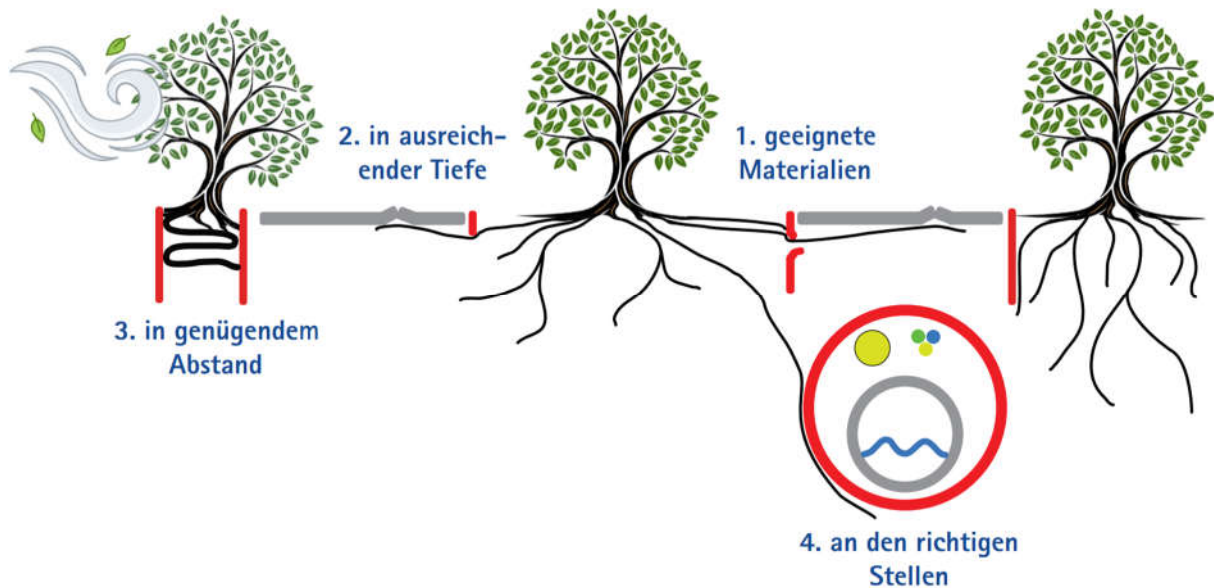 2. in ausreich-
ender Tiefe
1. geeignete
Materialien
3. in genügendem
Abstand
4. an den richtigen
Stellen